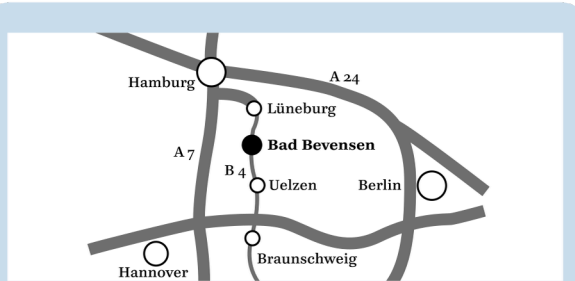 A 24
Hamburg
Lüneburg
Bad Bevensen
A 7
B 4
Uelzen
Berlin
Braunschweig
Hannover